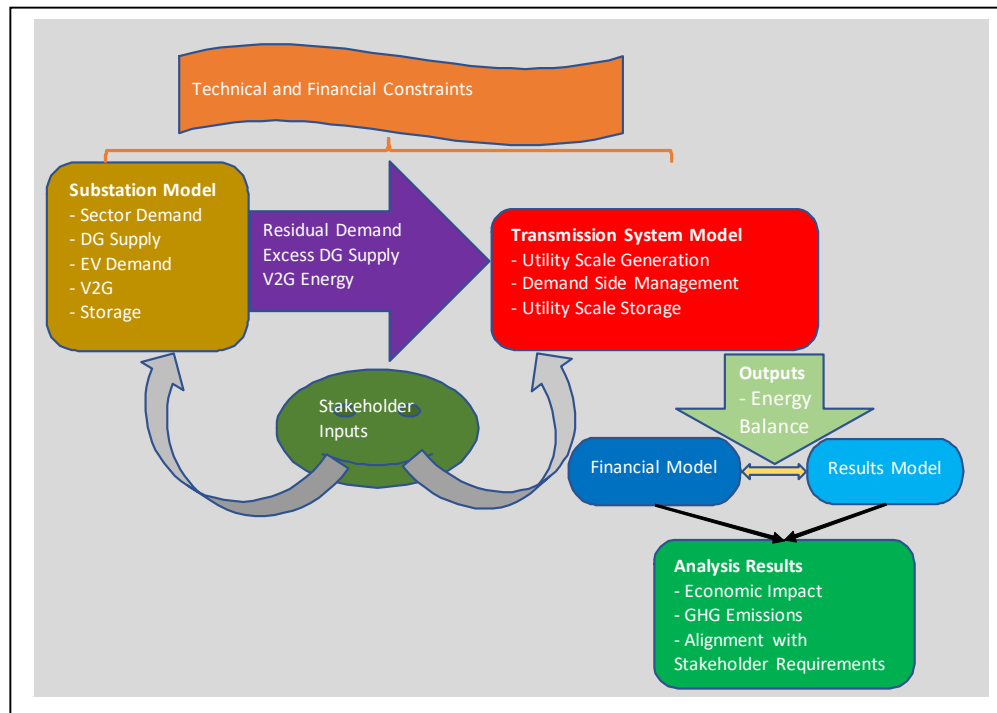 Technical and Financial Constraints
Substation Model
- Sector Demand
- DG Supply
- EV Demand
- V2G
- Storage
Residual Demand
Excess DG Supply
V2G Energy
Transmission System Model
- Utility Scale Generation
- Demand Side Management
- Utility Scale Storage
Stakeholder
Inputs
Outputs
- Energy
Balance
Financial Model
Results Model
Analysis Results
- Economic Impact
- GHG Emissions
- Alignment with
Stakeholder Requirements